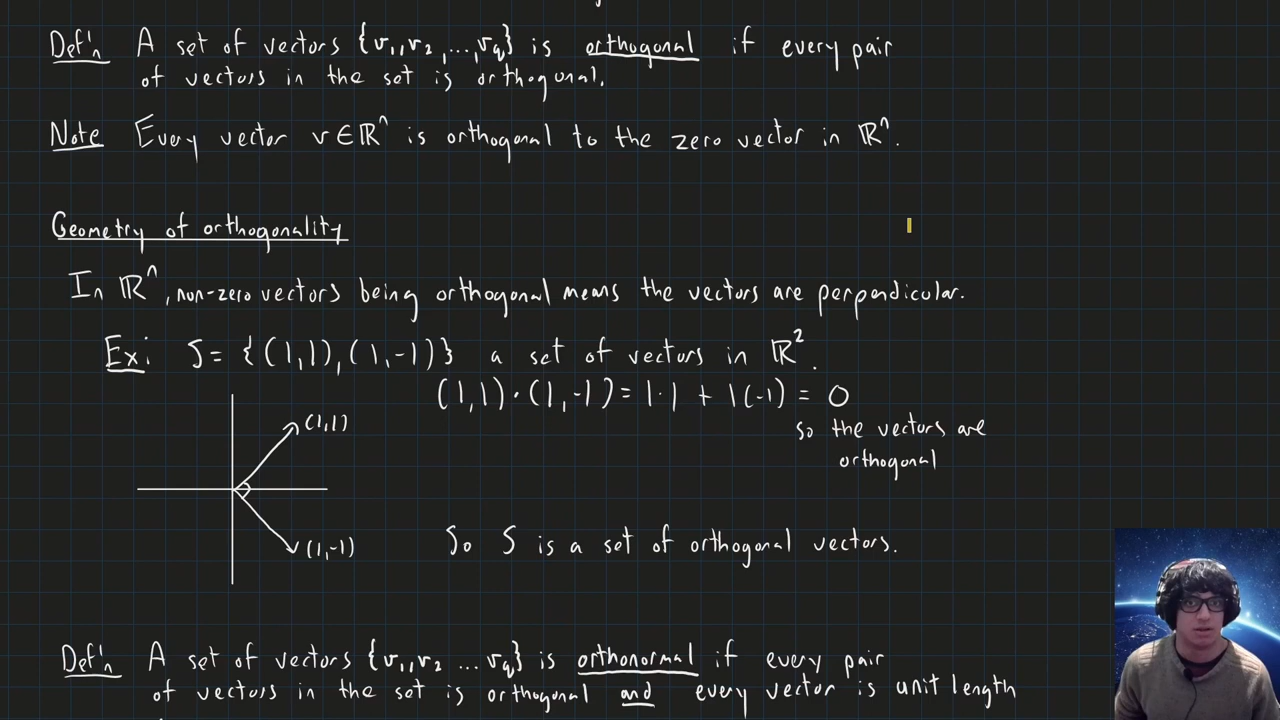 Def'n A set of vectors {v₁,v₂,...,vq} is orthogonal if every pair
of vectors in the set is orthogonal.
Note Every vector v∈ℝⁿ is orthogonal to the zero vector in ℝⁿ.
Geometry of orthogonality
In ℝⁿ, non-zero vectors being orthogonal means the vectors are perpendicular.
Ex: S = {(1,1),(1,-1)} a set of vectors in ℝ².
(1,1)·(1,-1) = 1·1 + 1(-1) = 0
so the vectors are
orthogonal
(1,1)
(1,-1)
So S is a set of orthogonal vectors.
Def'n A set of vectors {v₁,v₂ ... vq} is orthonormal if every pair
of vectors in the set is orthogonal and every vector is unit length